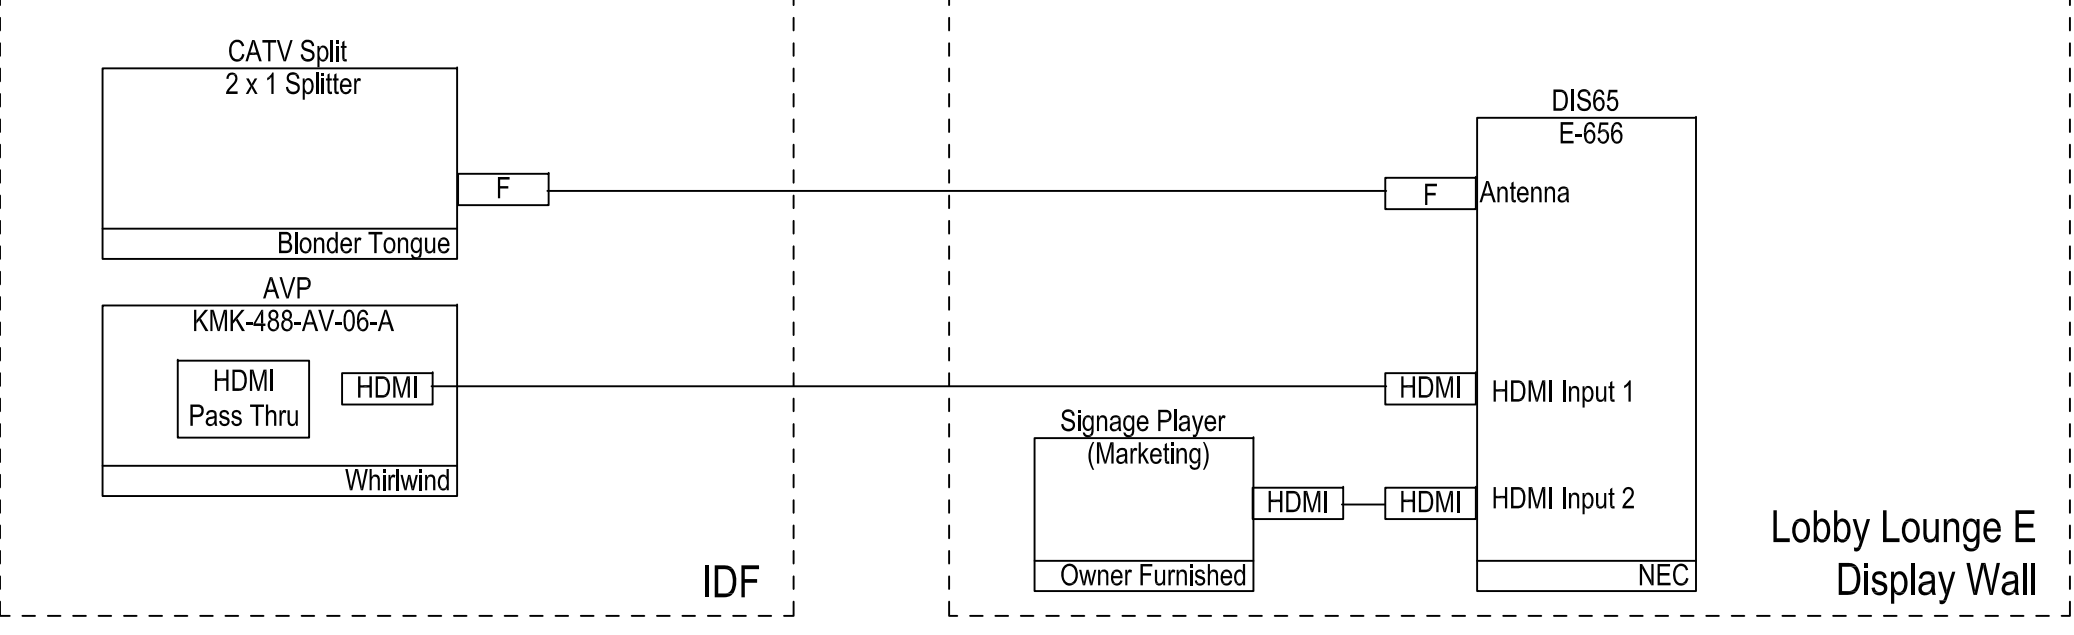 CATV Split
2 x 1 Splitter
F
Blonder Tongue
AVP
KMK-488-AV-06-A
HDMI
Pass Thru
HDMI
Whirlwind
IDF
DIS65
E-656
F
Antenna
HDMI
HDMI Input 1
Signage Player
(Marketing)
HDMI
HDMI
HDMI Input 2
Owner Furnished
NEC
Lobby Lounge E
Display Wall